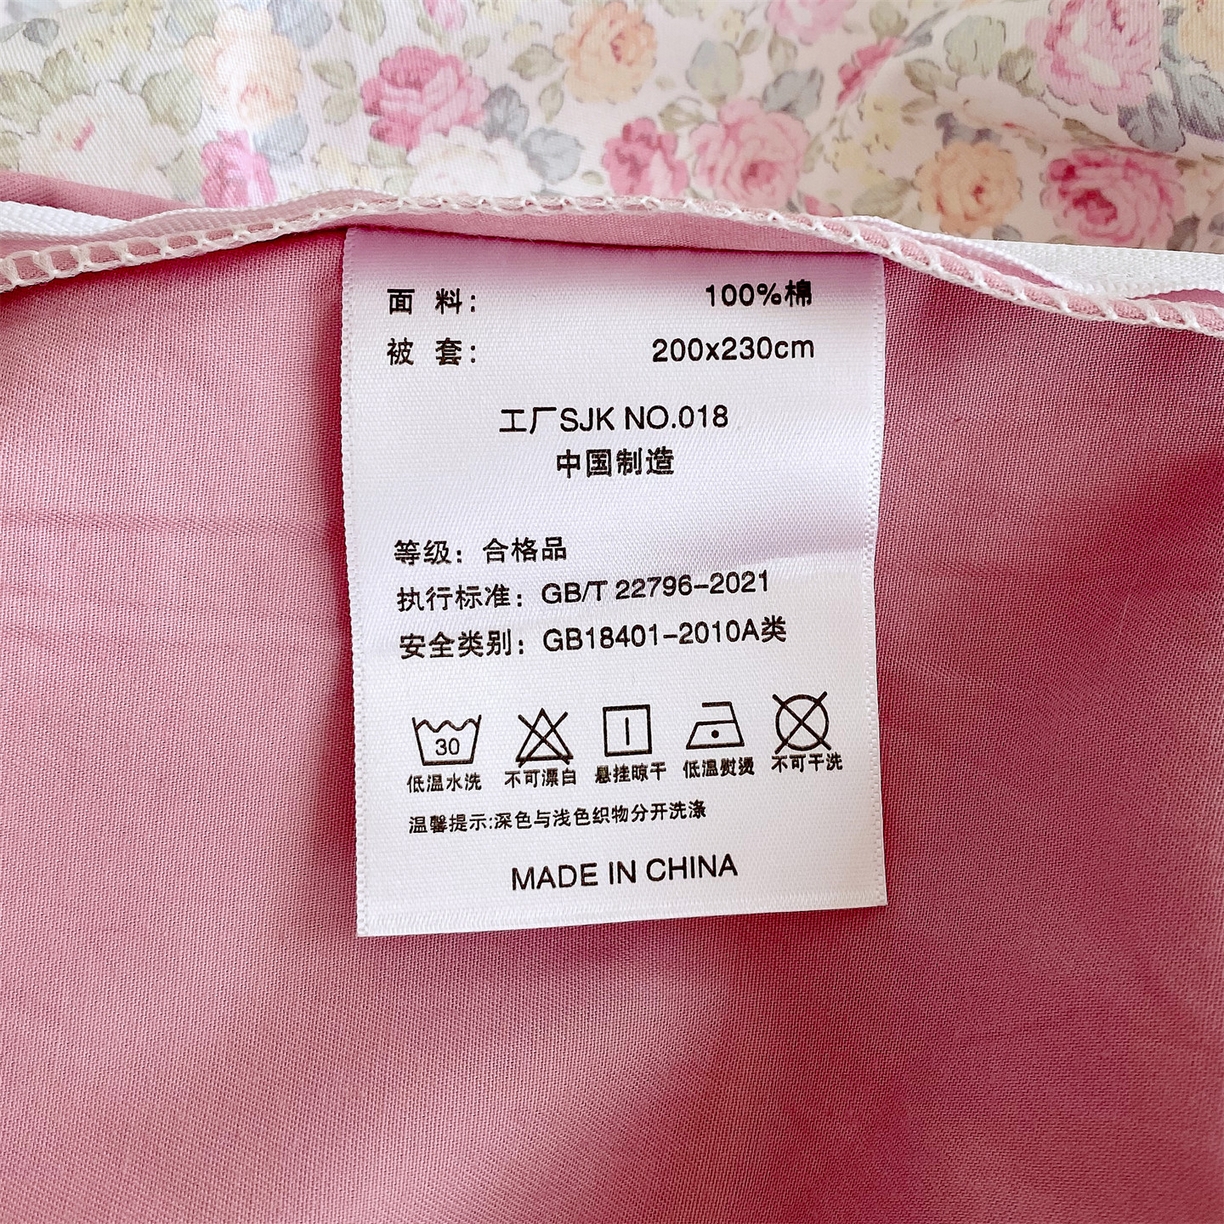 面 料： 100%棉
被 套： 200x230cm
工厂SJK NO.018
中国制造
等级：合格品
执行标准：GB/T 22796-2021
安全类别：GB18401-2010A类
30
低温水洗 不可漂白 悬挂晾干 低温熨烫 不可干洗
温馨提示:深色与浅色织物分开洗涤
MADE IN CHINA